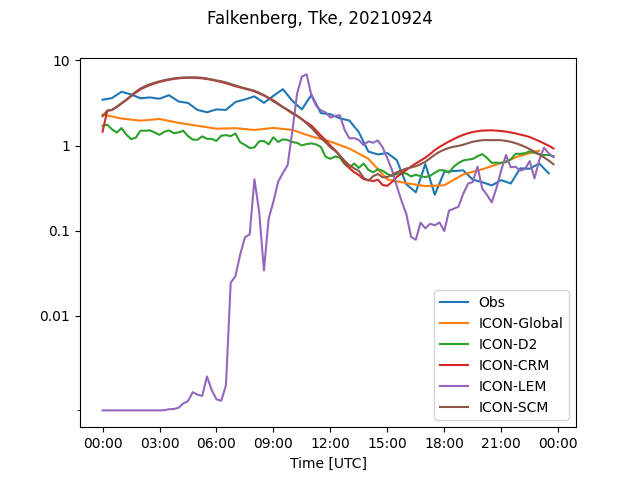 Falkenberg, Tke, 20210924
10
1
0.1
0.01
Obs
ICON-Global
ICON-D2
ICON-CRM
ICON-LEM
ICON-SCM
00:00 03:00 06:00 09:00 12:00 15:00 18:00 21:00 00:00
Time [UTC]